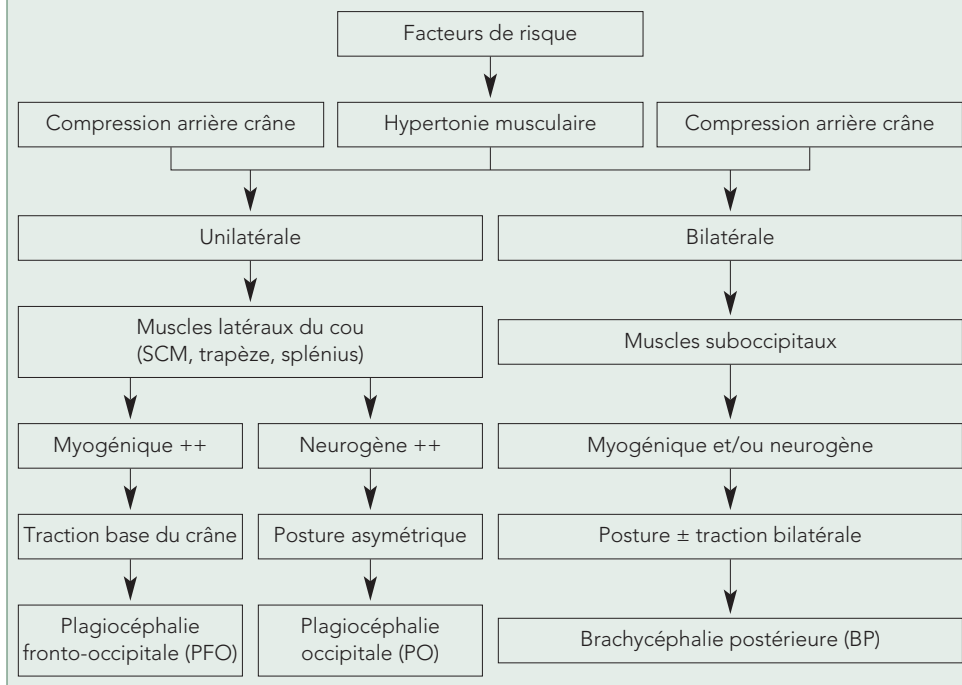 Facteurs de risque
Compression arrière crâne
Hypertonie musculaire
Compression arrière crâne
Unilatérale
Bilatérale
Muscles latéraux du cou
(SCM, trapèze, splénius)
Muscles suboccipitaux
Myogénique ++
Neurogène ++
Myogénique et/ou neurogène
Traction base du crâne
Posture asymétrique
Posture ± traction bilatérale
Plagiocéphalie
fronto-occipitale (PFO)
Plagiocéphalie
occipitale (PO)
Brachycéphalie postérieure (BP)